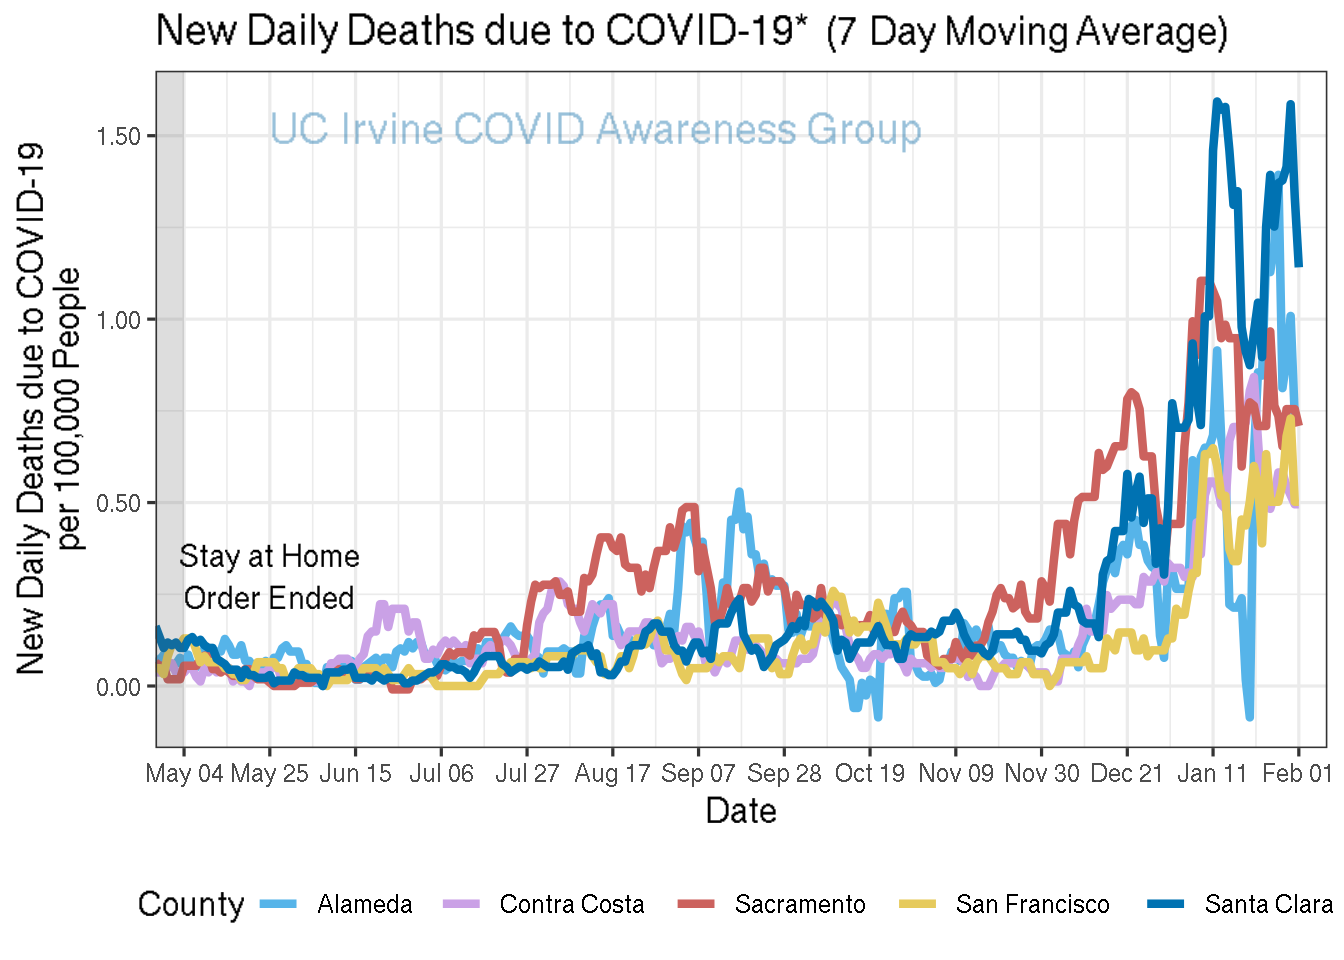 New Daily Deaths due to COVID-19* (7 Day Moving Average)
UC Irvine COVID Awareness Group
New Daily Deaths due to COVID-19
per 100,000 People
1.50
1.00
0.50
0.00
Stay at Home
Order Ended
May 04 May 25 Jun 15 Jul 06 Jul 27 Aug 17 Sep 07 Sep 28 Oct 19 Nov 09 Nov 30 Dec 21 Jan 11 Feb 01
Date
County Alameda Contra Costa Sacramento San Francisco Santa Clara